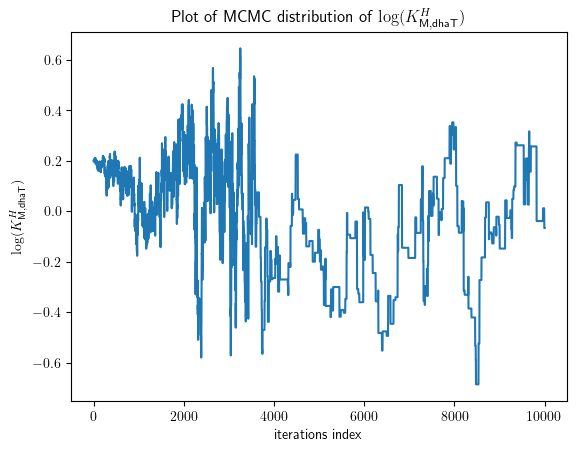 Plot of MCMC distribution of log(K^H_M,dhaT)
log(K^H_M,dhaT)
0.6
0.4
0.2
0.0
−0.2
−0.4
−0.6
0 2000 4000 6000 8000 10000
iterations index